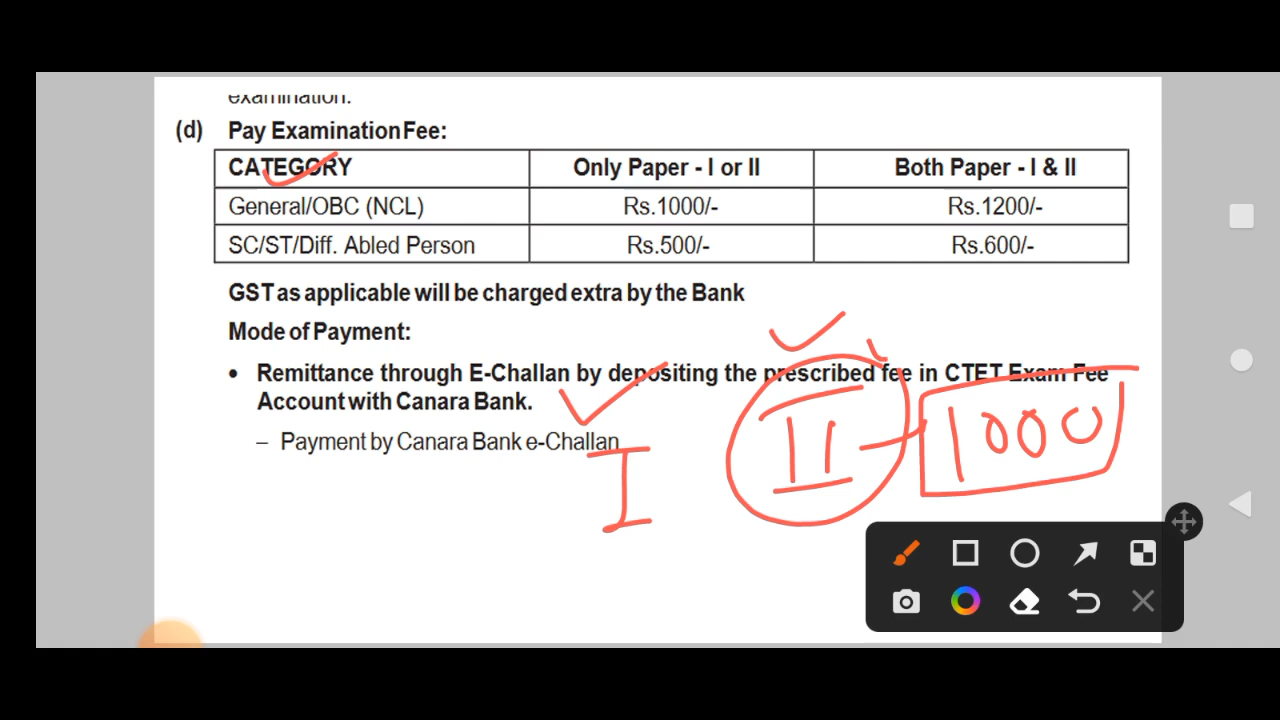 examination.
(d) Pay Examination Fee:
CATEGORY Only Paper - I or II Both Paper - I & II
General/OBC (NCL) Rs.1000/- Rs.1200/-
SC/ST/Diff. Abled Person Rs.500/- Rs.600/-
GST as applicable will be charged extra by the Bank
Mode of Payment:
• Remittance through E-Challan by depositing the prescribed fee in CTET Exam Fee
Account with Canara Bank.
– Payment by Canara Bank e-Challan
I II - 1000